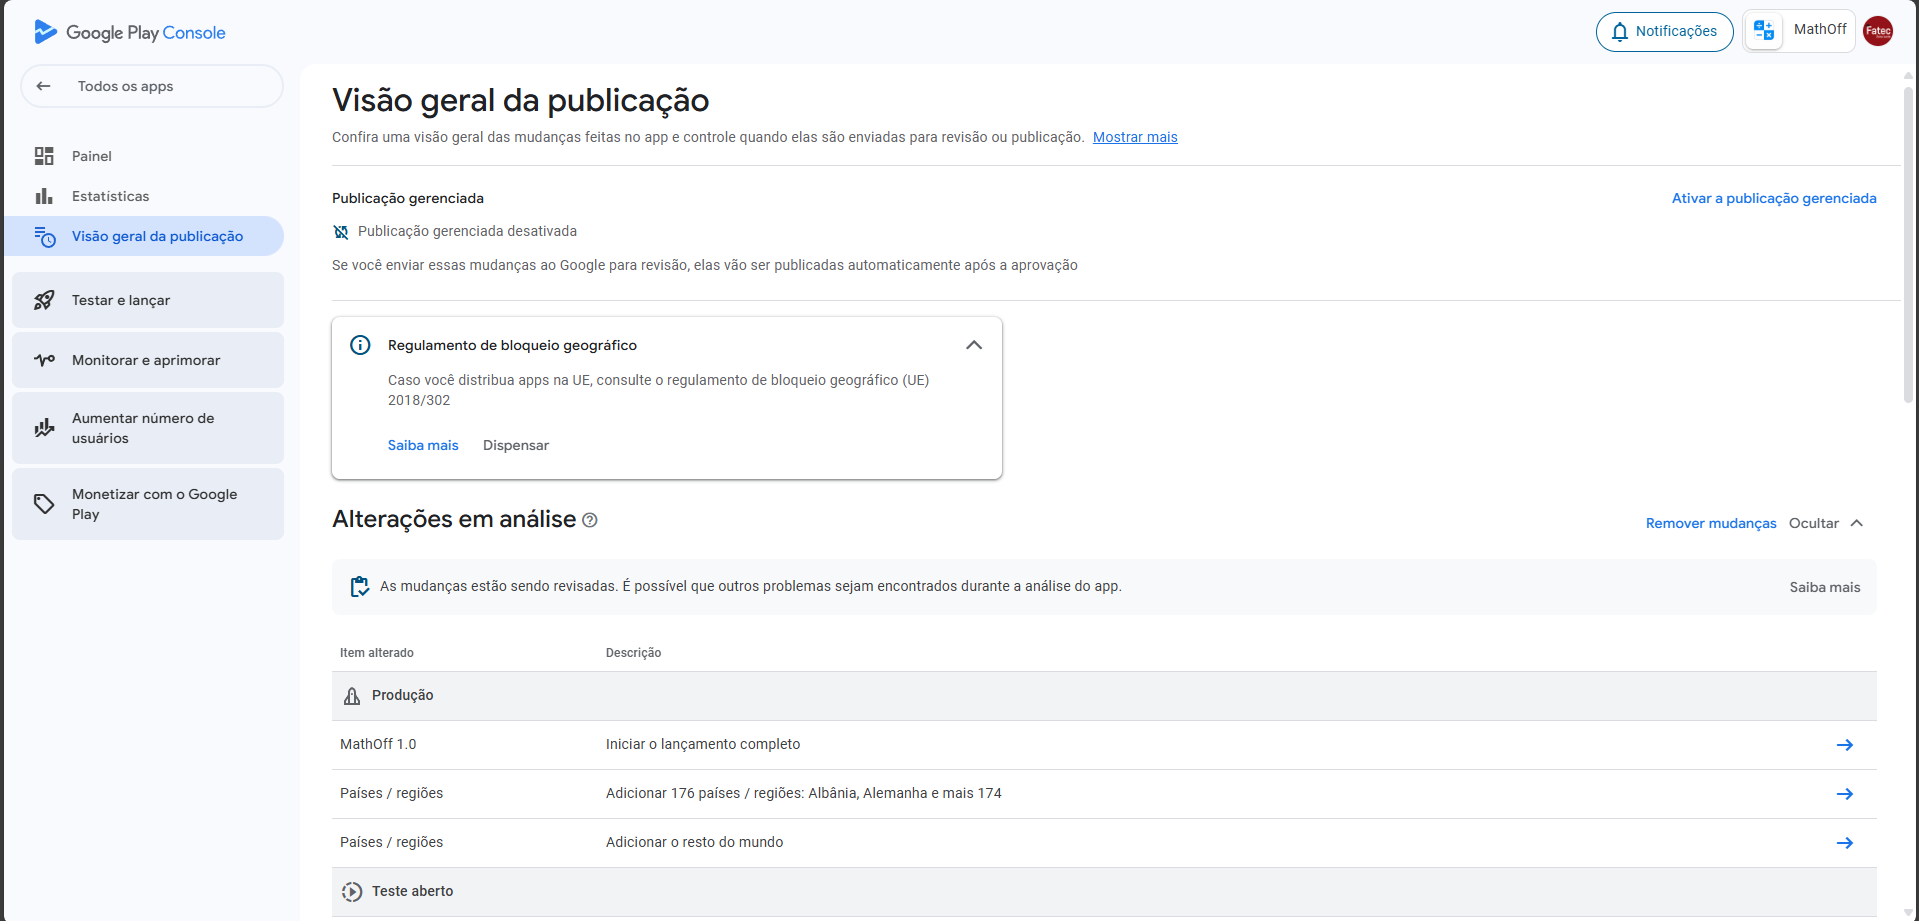 Google Play Console
Notificações
MathOff
Fatec
Todos os apps
Painel
Estatísticas
Visão geral da publicação
Testar e lançar
Monitorar e aprimorar
Aumentar número de
usuários
Monetizar com o Google
Play
Visão geral da publicação
Confira uma visão geral das mudanças feitas no app e controle quando elas são enviadas para revisão ou publicação. Mostrar mais
Publicação gerenciada
Ativar a publicação gerenciada
Publicação gerenciada desativada
Se você enviar essas mudanças ao Google para revisão, elas vão ser publicadas automaticamente após a aprovação
Regulamento de bloqueio geográfico
Caso você distribua apps na UE, consulte o regulamento de bloqueio geográfico (UE)
2018/302
Saiba mais Dispensar
Alterações em análise
Remover mudanças Ocultar
As mudanças estão sendo revisadas. É possível que outros problemas sejam encontrados durante a análise do app.
Saiba mais
Item alterado Descrição
Produção
MathOff 1.0 Iniciar o lançamento completo
Países / regiões Adicionar 176 países / regiões: Albânia, Alemanha e mais 174
Países / regiões Adicionar o resto do mundo
Teste aberto